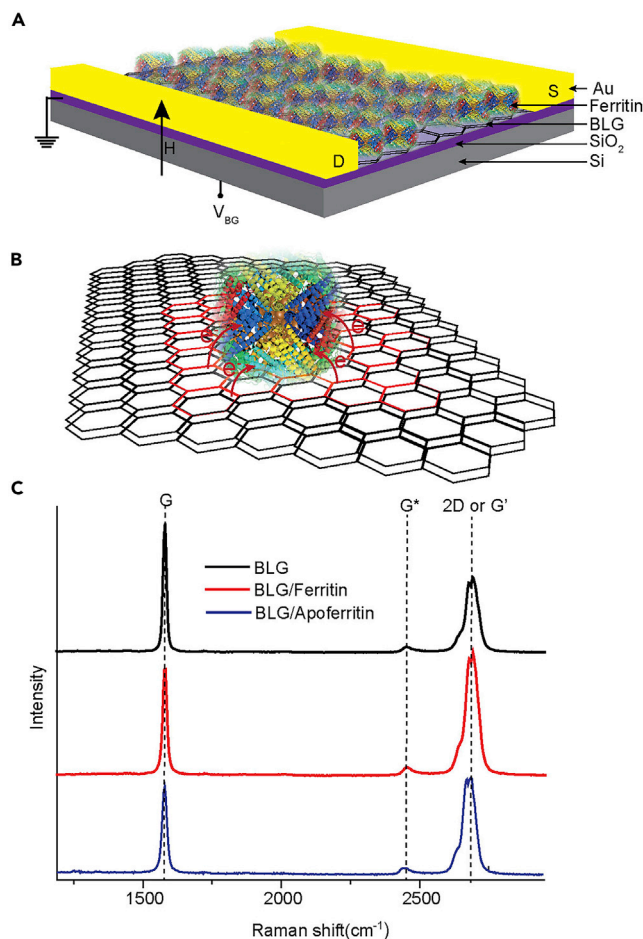 A
S
Au
Ferritin
BLG
SiO₂
Si
D
H
V_BG
B
e⁻
e⁻
e⁻
e⁻
C
G
G*
2D or G'
BLG
BLG/Ferritin
BLG/Apoferritin
Intensity
1500
2000
2500
Raman shift(cm⁻¹)